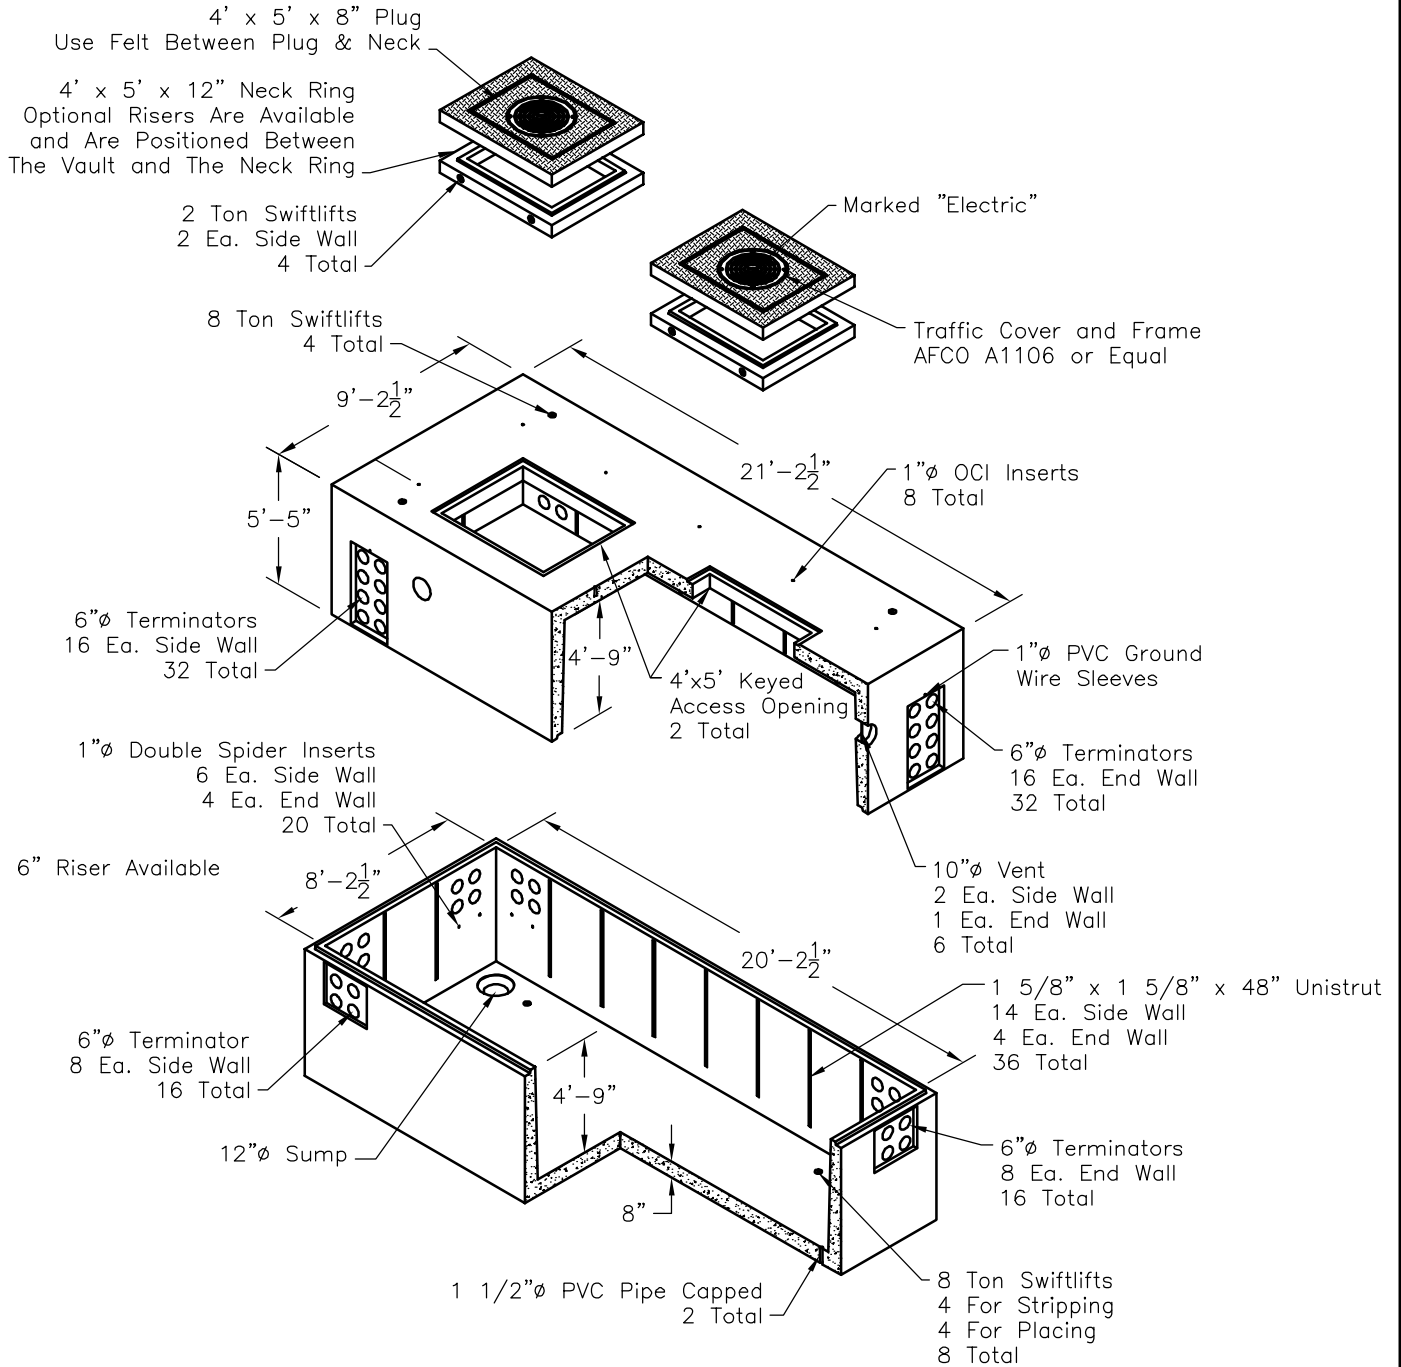 4' x 5' x 8" Plug
Use Felt Between Plug & Neck
4' x 5' x 12" Neck Ring
Optional Risers Are Available
and Are Positioned Between
The Vault and The Neck Ring
2 Ton Swiftlifts
2 Ea. Side Wall
4 Total
Marked "Electric"
Traffic Cover and Frame
AFCO A1106 or Equal
8 Ton Swiftlifts
4 Total
9'-2 1/2"
21'-2 1/2"
5'-5"
1"ø OCI Inserts
8 Total
6"ø Terminators
16 Ea. Side Wall
32 Total
4'-9"
4'x5' Keyed
Access Opening
2 Total
1"ø PVC Ground
Wire Sleeves
6"ø Terminators
16 Ea. End Wall
32 Total
1"ø Double Spider Inserts
6 Ea. Side Wall
4 Ea. End Wall
20 Total
6" Riser Available
8'-2 1/2"
10"ø Vent
2 Ea. Side Wall
1 Ea. End Wall
6 Total
20'-2 1/2"
1 5/8" x 1 5/8" x 48" Unistrut
14 Ea. Side Wall
4 Ea. End Wall
36 Total
6"ø Terminator
8 Ea. Side Wall
16 Total
4'-9"
12"ø Sump
6"ø Terminators
8 Ea. End Wall
16 Total
8"
1 1/2"ø PVC Pipe Capped
2 Total
8 Ton Swiftlifts
4 For Stripping
4 For Placing
8 Total